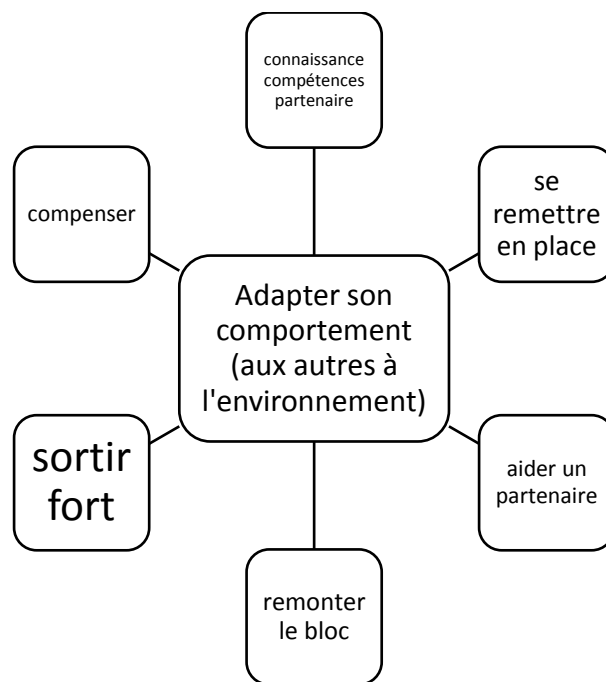 connaissance
compétences
partenaire
compenser
se
remettre
en place
Adapter son
comportement
(aux autres à
l'environnement)
sortir
fort
aider un
partenaire
remonter
le bloc